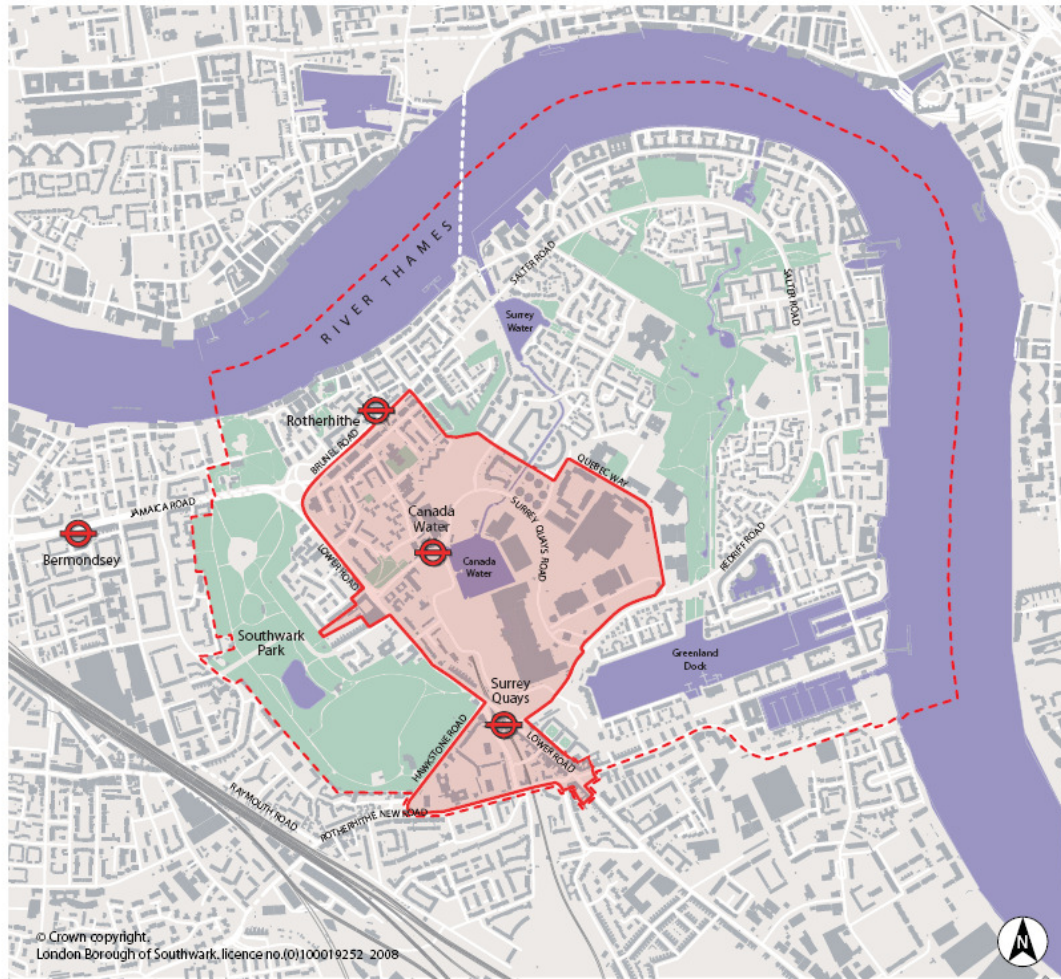 RIVER THAMES
SALTER ROAD
SALTER ROAD
Surrey
Water
Rotherhithe
BRUNEL ROAD
QUEBEC WAY
JAMAICA ROAD
Bermondsey
Canada
Water
SURREY QUAYS ROAD
LOWER ROAD
Canada
Water
REDRIFF ROAD
Southwark
Park
Greenland
Dock
Surrey
Quays
HAWKSTONE ROAD
LOWER ROAD
RAYMOUTH ROAD
ROTHERHITHE NEW ROAD
© Crown copyright.
London Borough of Southwark. licence no.(0)100019252 2008
N